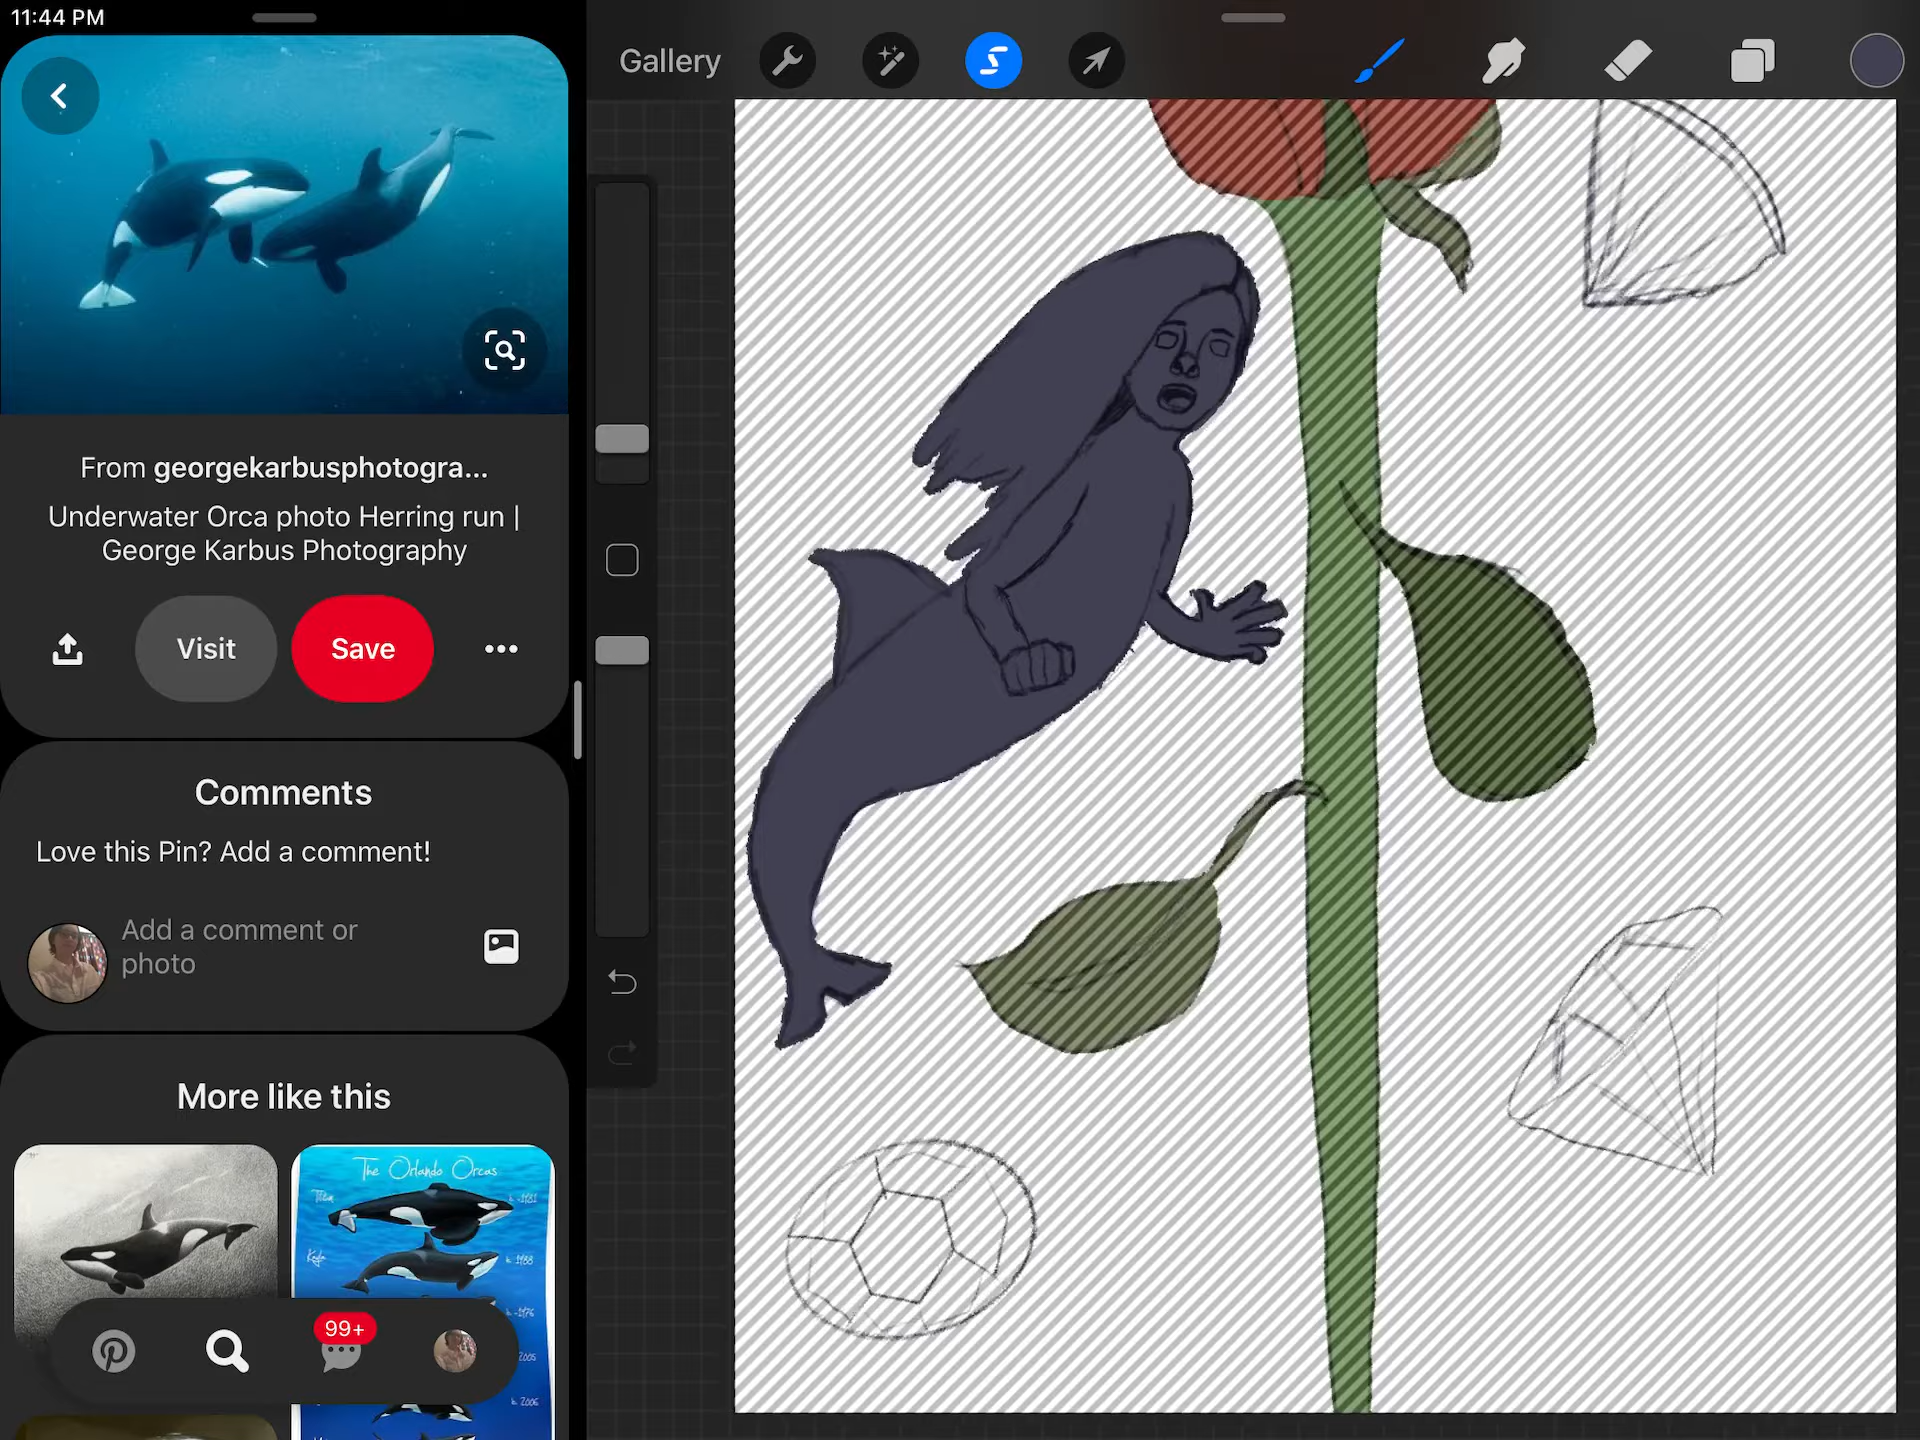 11:44 PM
Gallery
From georgekarbusphotogra...
Underwater Orca photo Herring run |
George Karbus Photography
Visit
Save
Comments
Love this Pin? Add a comment!
Add a comment or
photo
More like this
The Orlando Orcas
99+